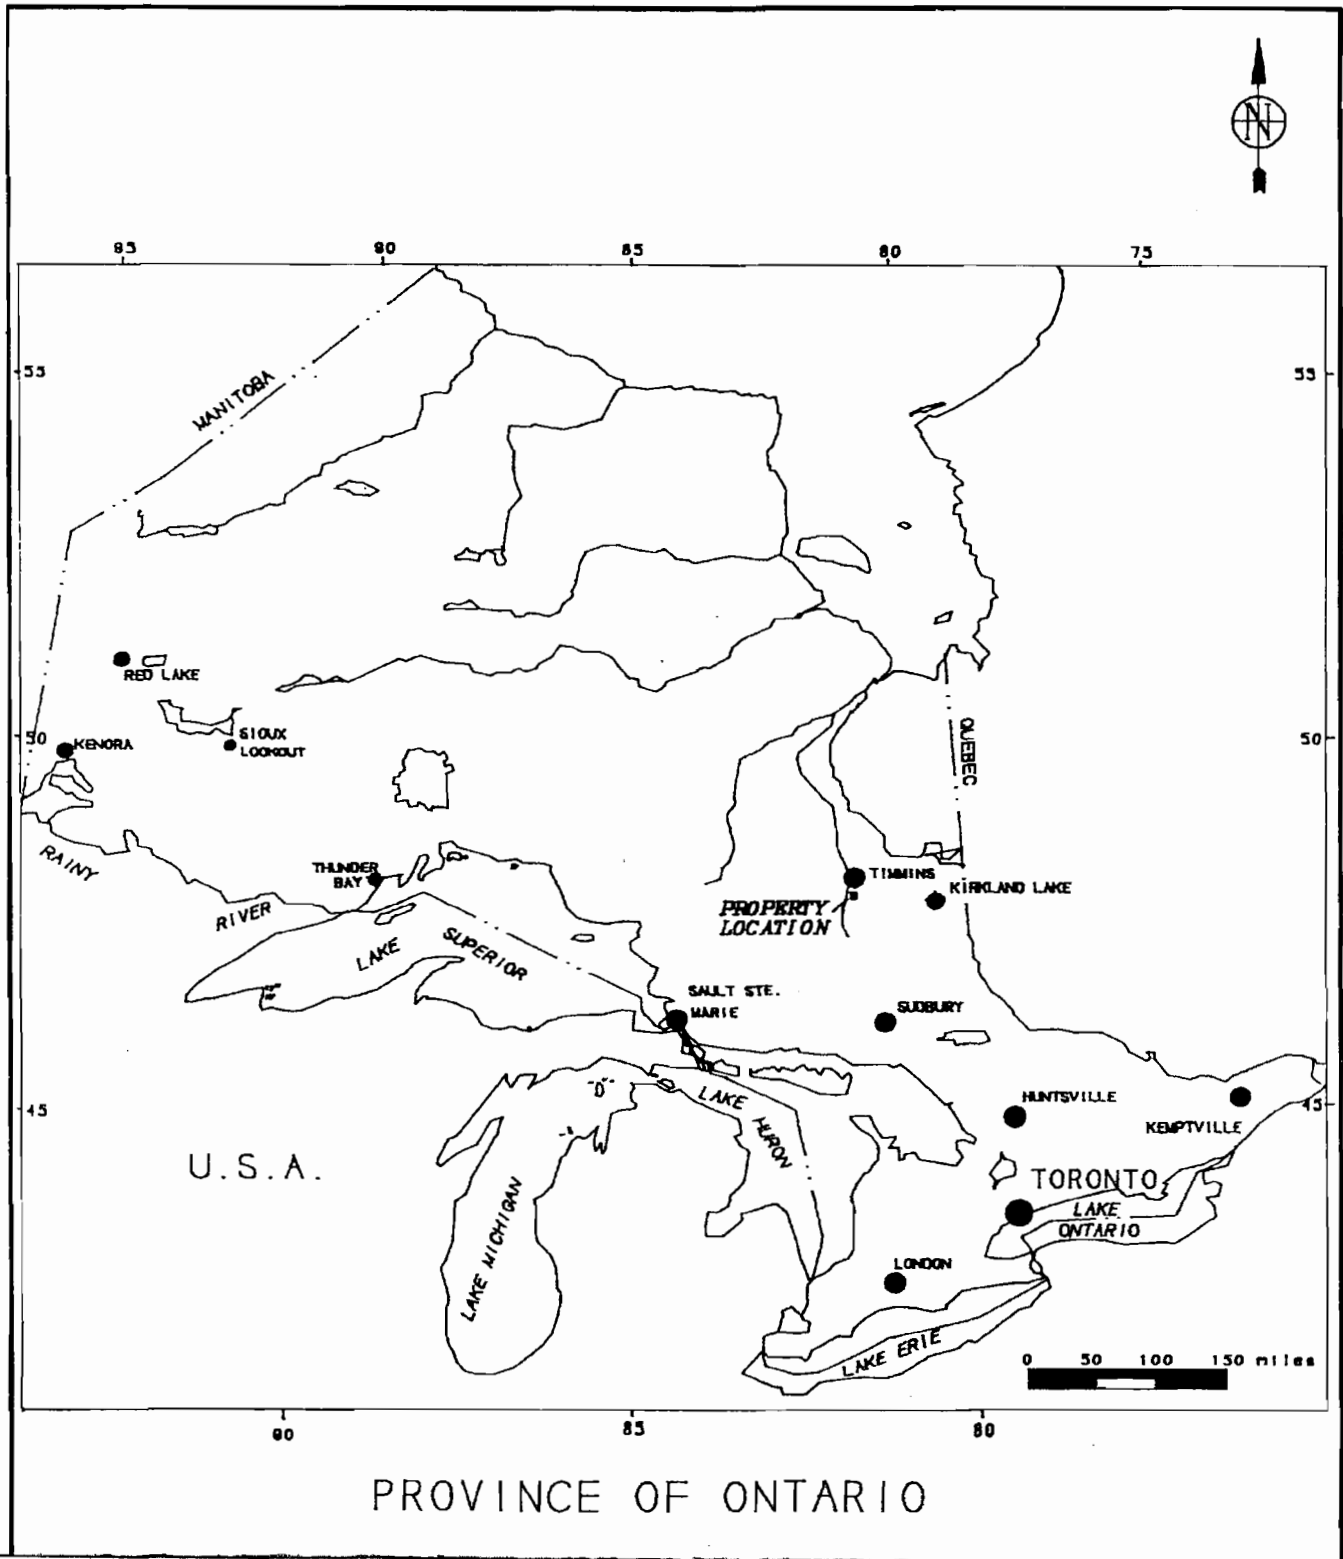 N
95 90 85 80 75
53 53
MANITOBA
RED LAKE
50 50
KENORA
SIOUX
LOOKOUT
QUEBEC
RAINY
RIVER
THUNDER
BAY
TIMMINS
KIRKLAND LAKE
PROPERTY
LOCATION
LAKE SUPERIOR
SAULT STE.
MARIE
SUDBURY
45 45
LAKE HURON
HUNTSVILLE
KEMPTVILLE
U.S.A.
TORONTO
LAKE
ONTARIO
LAKE MICHIGAN
LONDON
LAKE ERIE
0 50 100 150 miles
90 85 80
PROVINCE OF ONTARIO